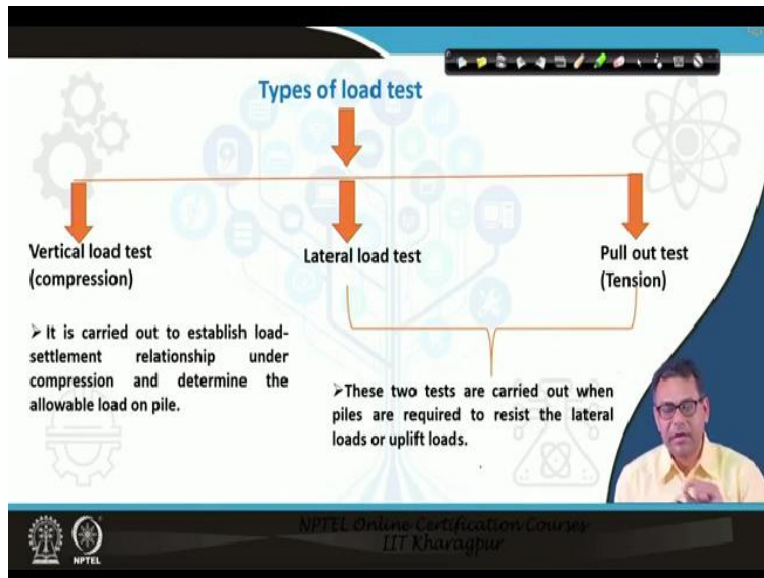 Types of load test
Vertical load test
(compression)
Lateral load test
Pull out test
(Tension)
➢ It is carried out to establish load-
settlement relationship under
compression and determine the
allowable load on pile.
➢These two tests are carried out when
piles are required to resist the lateral
loads or uplift loads.
NPTEL
NPTEL Online Certification Courses
IIT Kharagpur